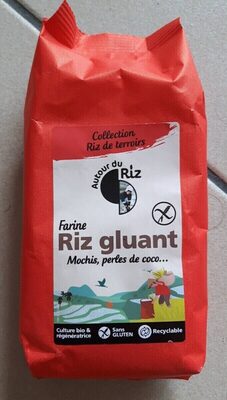 Collection
Riz de terroirs
Autour du
Riz
Farine
Riz gluant
Mochis, perles de coco...
Culture bio &
régénératrice
Sans
GLUTEN
Recyclable